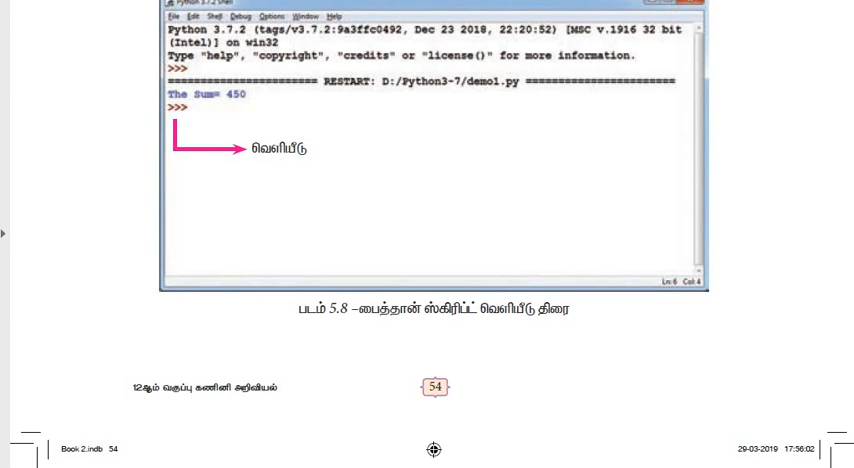 Python 3.7.2 Shell
File Edit Shell Debug Options Window Help
Python 3.7.2 (tags/v3.7.2:9a3ffc0492, Dec 23 2018, 22:20:52) [MSC v.1916 32 bit
(Intel)] on win32
Type "help", "copyright", "credits" or "license()" for more information.
>>>
======================= RESTART: D:/Python3-7/demo1.py =======================
The Sum= 450
>>>
வெளியீடு
Ln:6 Col:4
படம் 5.8 –பைத்தான் ஸ்கிரிப்ட் வெளியீடு திரை
12ஆம் வகுப்பு கணினி அறிவியல்
54
Book 2.indb 54
29-03-2019 17:56:02